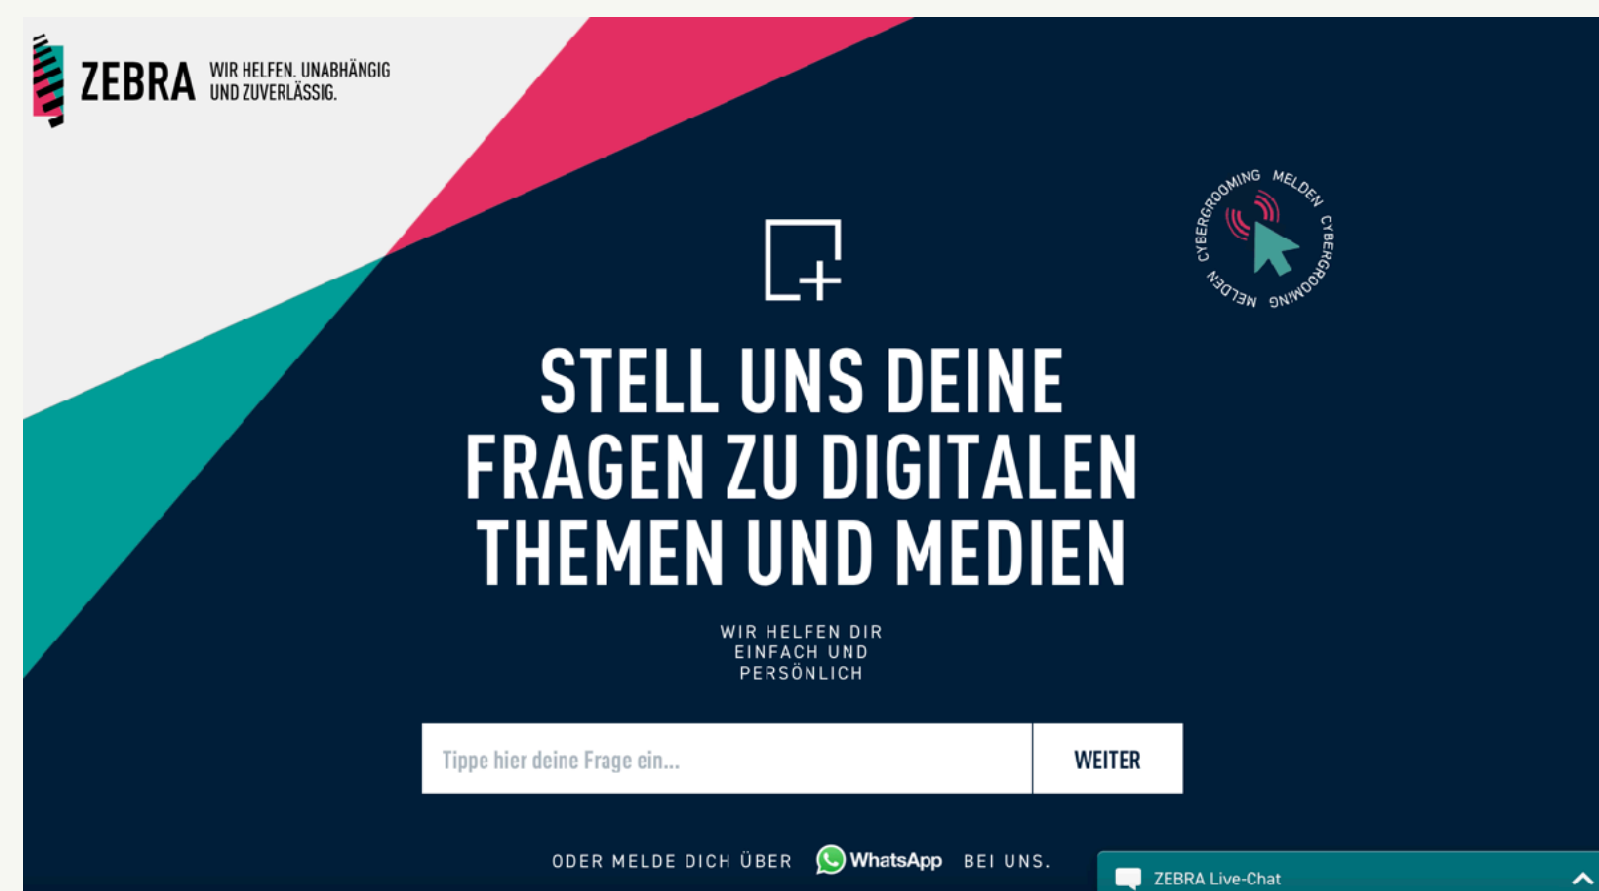 ZEBRA
WIR HELFEN. UNABHÄNGIG
UND ZUVERLÄSSIG.
CYBERGROOMING MELDEN CYBERGROOMING MELDEN
STELL UNS DEINE
FRAGEN ZU DIGITALEN
THEMEN UND MEDIEN
WIR HELFEN DIR
EINFACH UND
PERSÖNLICH
Tippe hier deine Frage ein...
WEITER
ODER MELDE DICH ÜBER WhatsApp BEI UNS.
ZEBRA Live-Chat